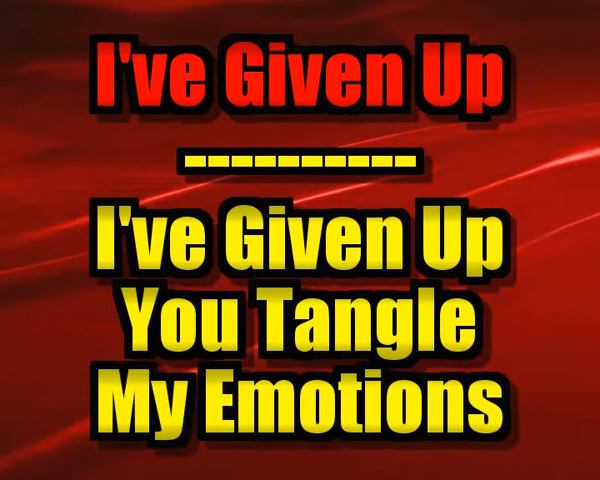 I've Given Up
----------
I've Given Up
You Tangle
My Emotions